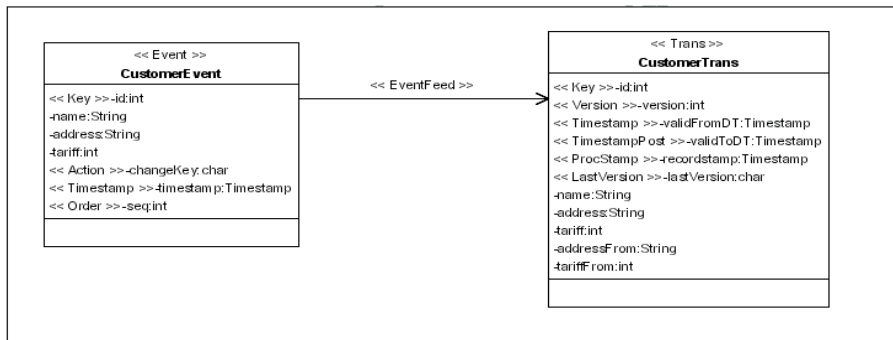 << Event >>
CustomerEvent
<< Key >>-id:int
-name:String
-address:String
-tariff:int
<< Action >>-changeKey:char
<< Timestamp >>-timestamp:Timestamp
<< Order >>-seq:int
<< EventFeed >>
<< Trans >>
CustomerTrans
<< Key >>-id:int
<< Version >>-version:int
<< Timestamp >>-validFromDT:Timestamp
<< TimestampPost >>-validToDT:Timestamp
<< ProcStamp >>-recordstamp:Timestamp
<< LastVersion >>-lastVersion:char
-name:String
-address:String
-tariff:int
-addressFrom:String
-tariffFrom:int